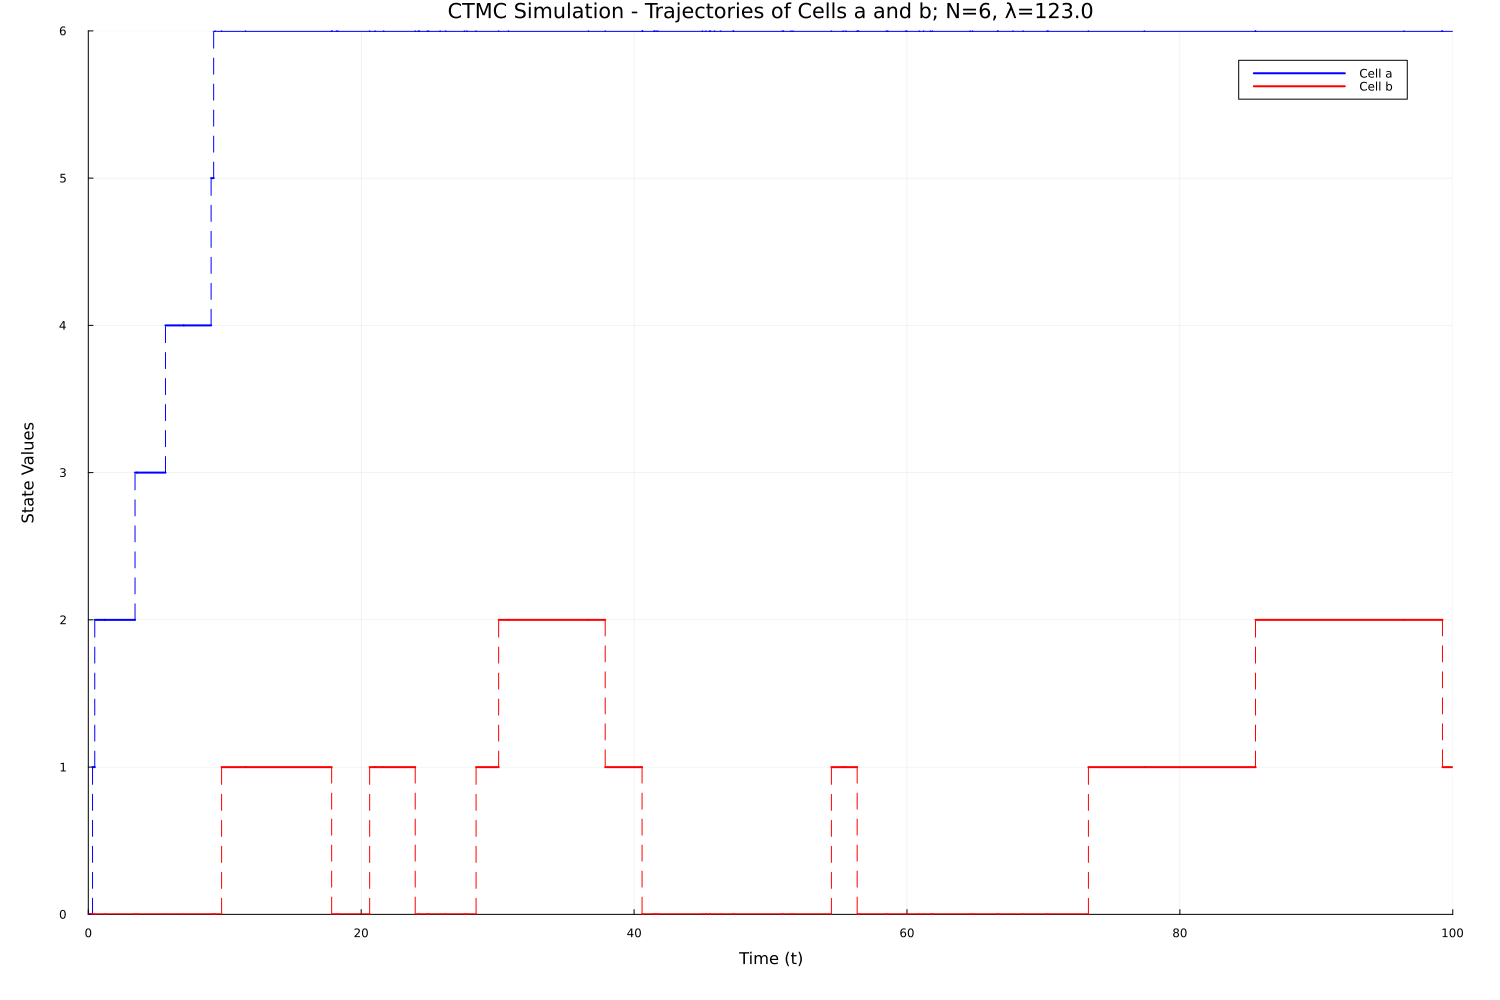 CTMC Simulation - Trajectories of Cells a and b; N=6, λ=123.0
6
Cell a
Cell b
5
4
State Values
3
2
1
0
0 20 40 60 80 100
Time (t)